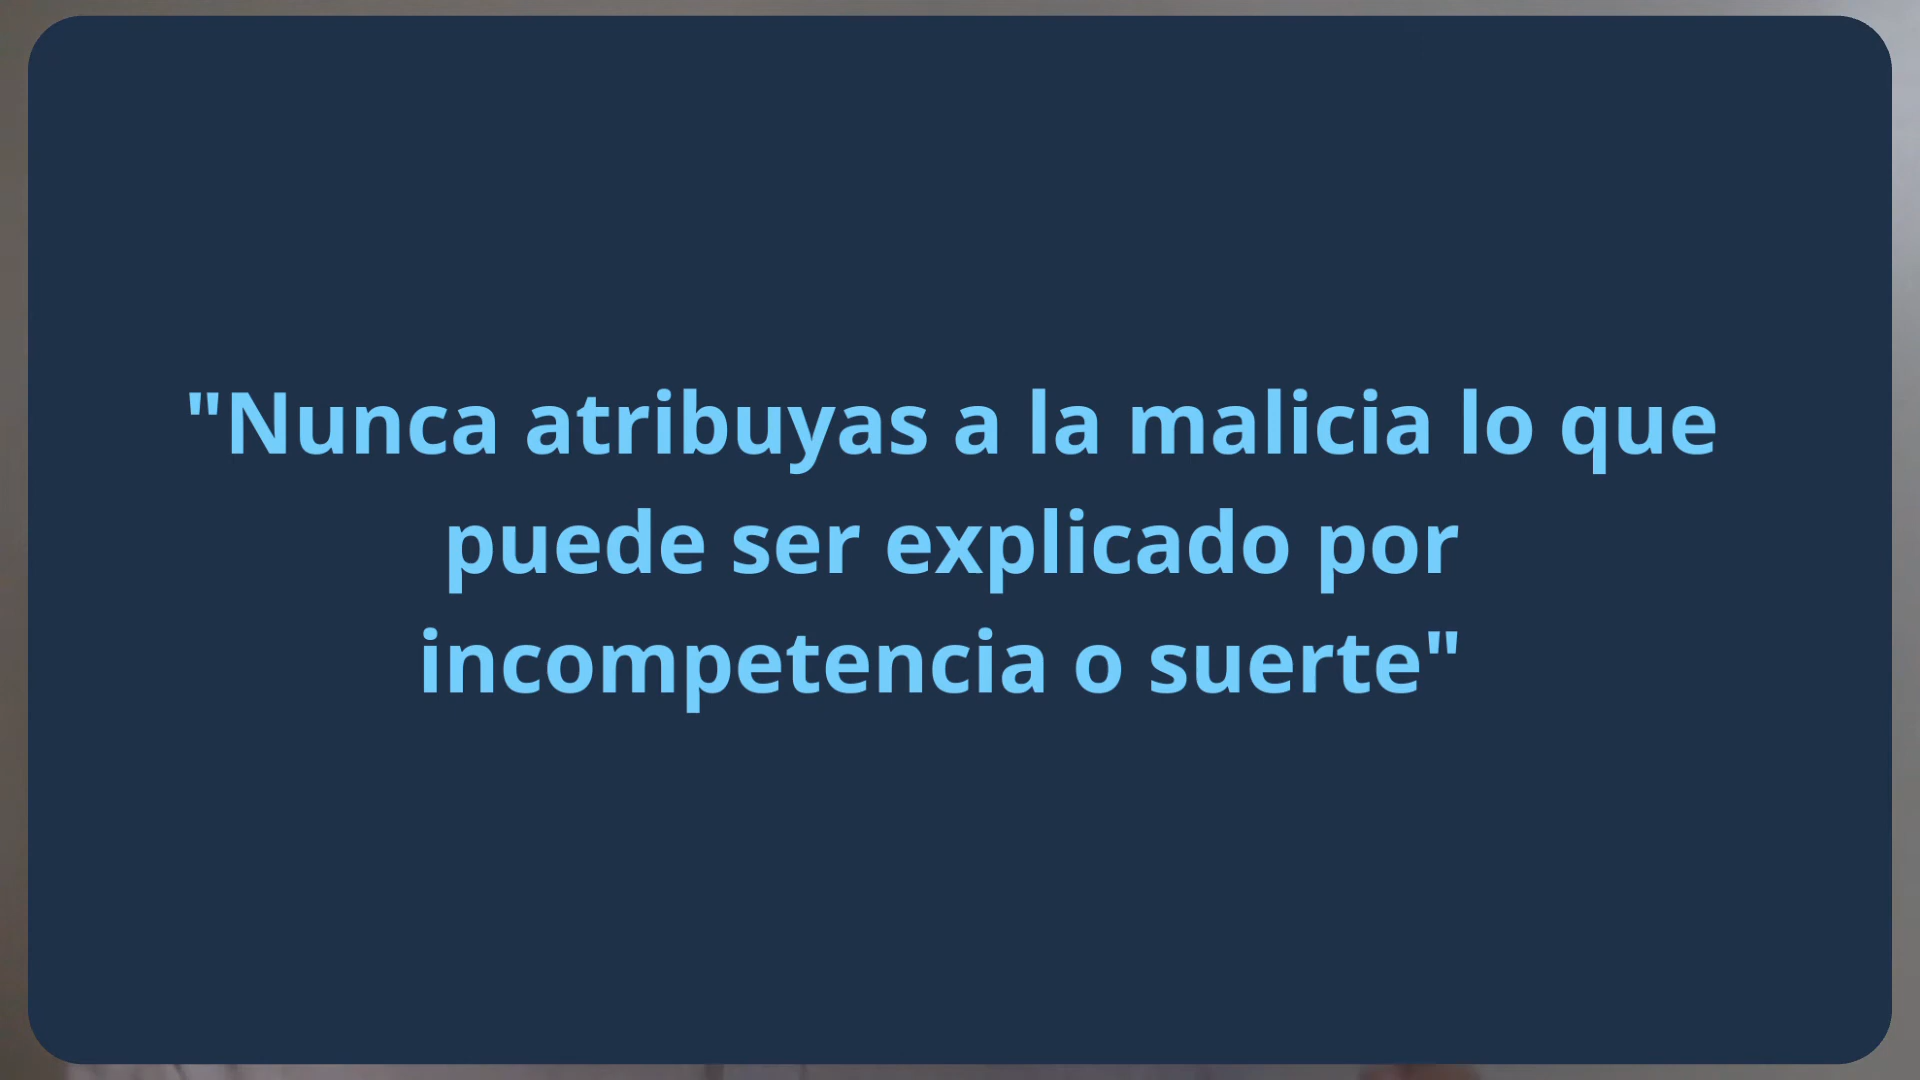 "Nunca atribuyas a la malicia lo que
puede ser explicado por
incompetencia o suerte"